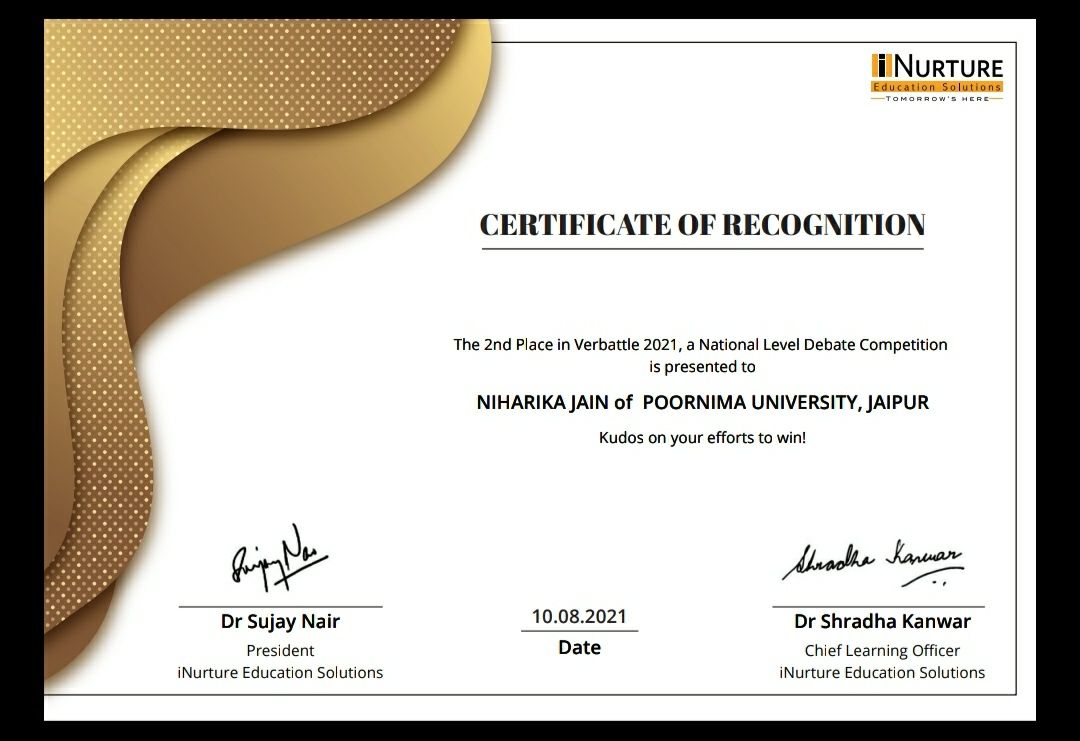 iNURTURE
Education Solutions
TOMORROW'S HERE
CERTIFICATE OF RECOGNITION
The 2nd Place in Verbattle 2021, a National Level Debate Competition
is presented to
NIHARIKA JAIN of POORNIMA UNIVERSITY, JAIPUR
Kudos on your efforts to win!
Sujay Nair
Shradha Kanwar
Dr Sujay Nair
President
iNurture Education Solutions
10.08.2021
Date
Dr Shradha Kanwar
Chief Learning Officer
iNurture Education Solutions